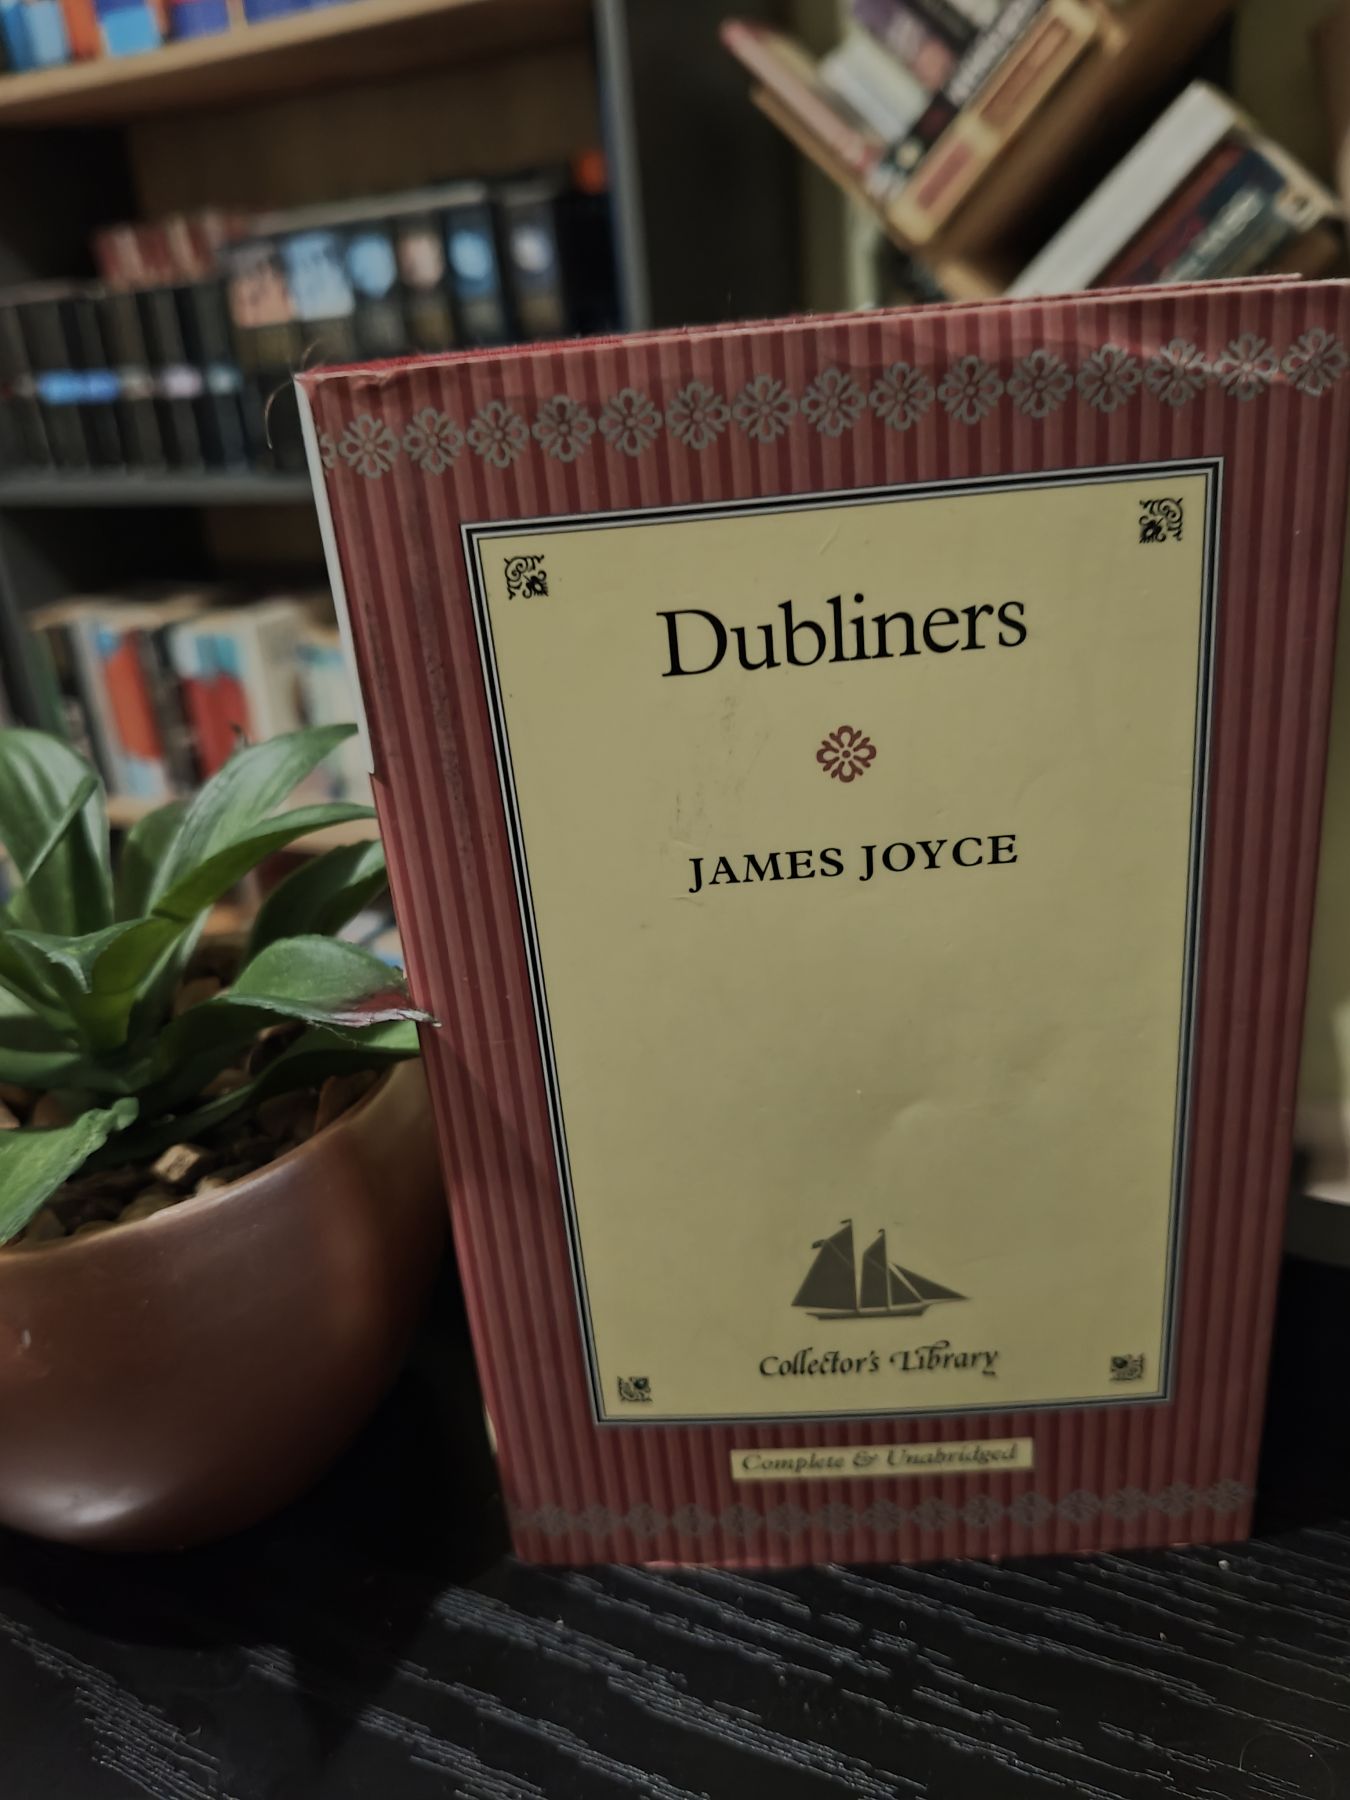 Dubliners
JAMES JOYCE
Collector's Library
Complete & Unabridged